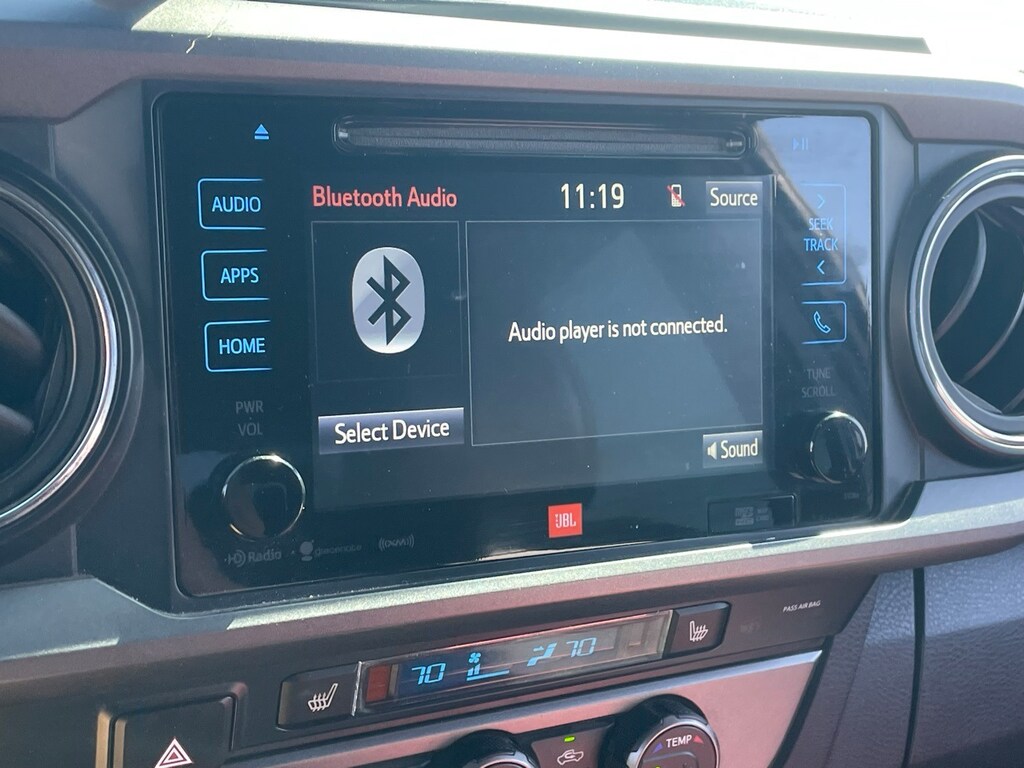 AUDIO
APPS
HOME
PWR
VOL
Bluetooth Audio
11:19
Source
Audio player is not connected.
Select Device
Sound
SEEK
TRACK
TUNE
SCROLL
JBL
HD Radio
PASS AIR BAG
70
70
TEMP